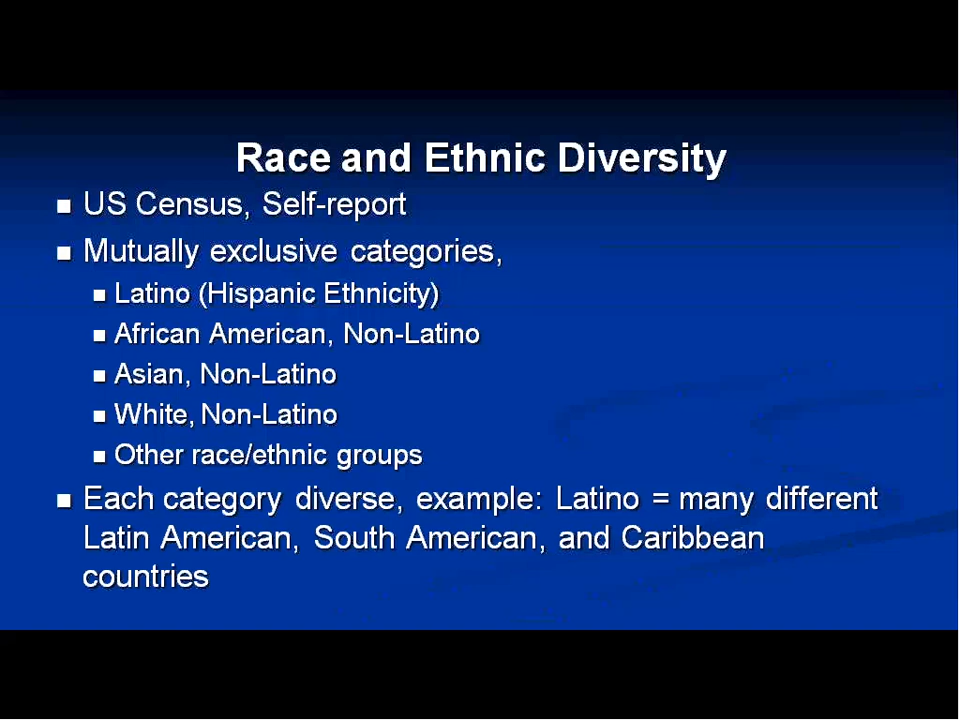 Race and Ethnic Diversity
US Census, Self-report
Mutually exclusive categories,
Latino (Hispanic Ethnicity)
African American, Non-Latino
Asian, Non-Latino
White, Non-Latino
Other race/ethnic groups
Each category diverse, example: Latino = many different
Latin American, South American, and Caribbean
countries